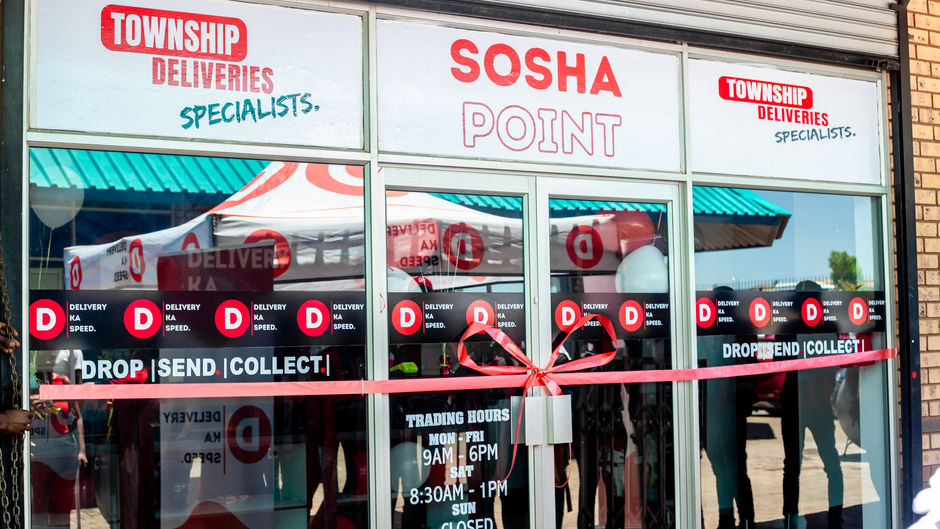 TOWNSHIP
DELIVERIES
SPECIALISTS.
SOSHA
POINT
TOWNSHIP
DELIVERIES
SPECIALISTS.
DELIVERY
KA
D
D
D
DELIVERY
KA
SPEED.
D
D
D DELIVERY
KA
SPEED.
D DELIVERY
KA
SPEED.
D DELIVERY
KA
SPEED.
D DELIVERY
KA
SPEED.
D DELIVERY
KA
SPEED.
D DELIVERY
KA
SPEED.
D
D DELIVERY
KA
SPEED.
D
D
D
D DELIVERY
KA
SPEED.
DROP |SEND.|COLLECT|
DROP.|SEND.|COLLECT|
DELIVERY
KA
SPEED.
D
TRADING HOURS
MON - FRI
9AM - 6PM
SAT
8:30AM - 1PM
SUN
CLOSED